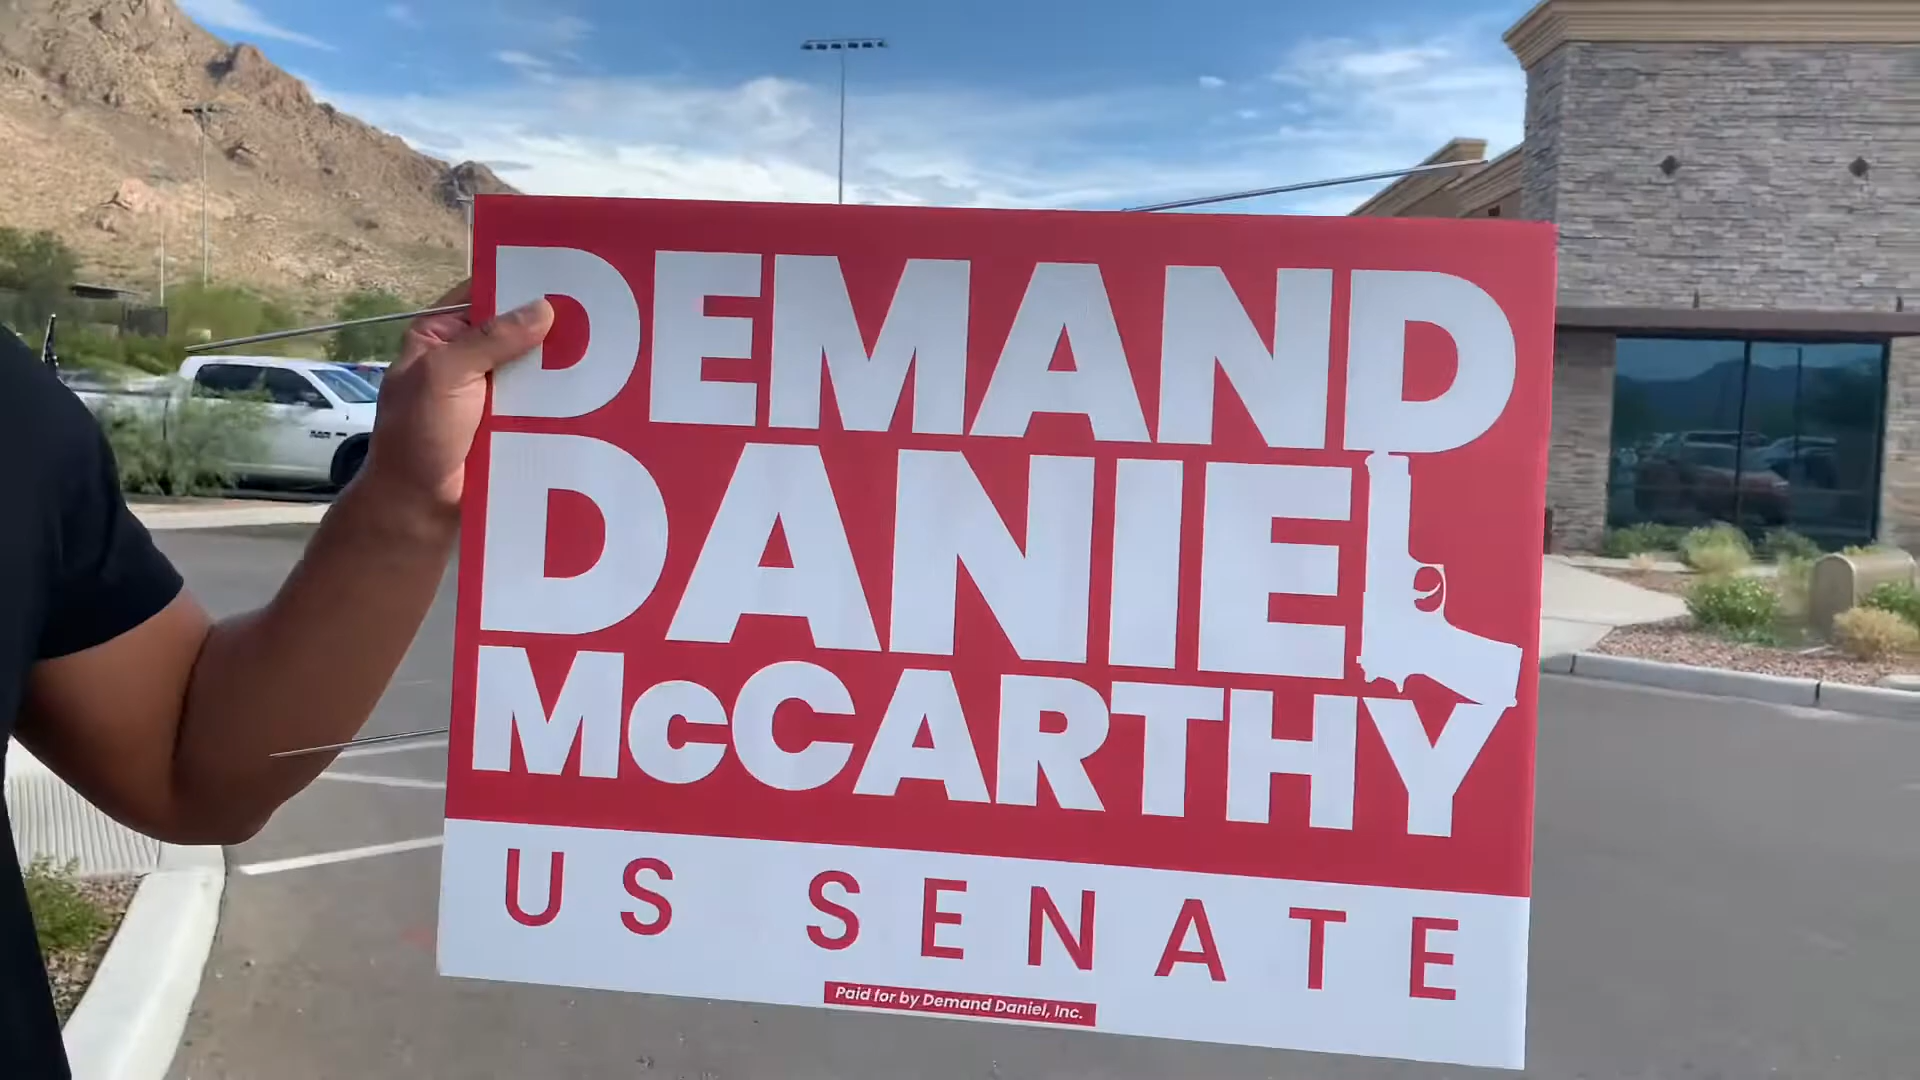 DEMAND
DANIEL
McCARTHY
US SENATE
Paid for by Demand Daniel, Inc.